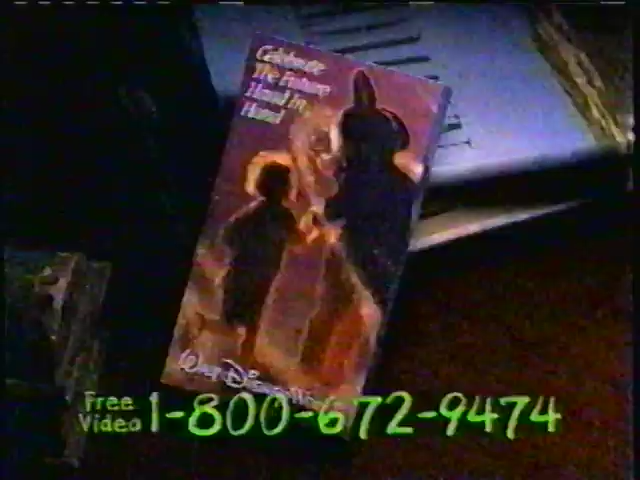 Celebrate
The Future
Hand in
Hand
Walt Disney
Free
Video
1-800-672-9474